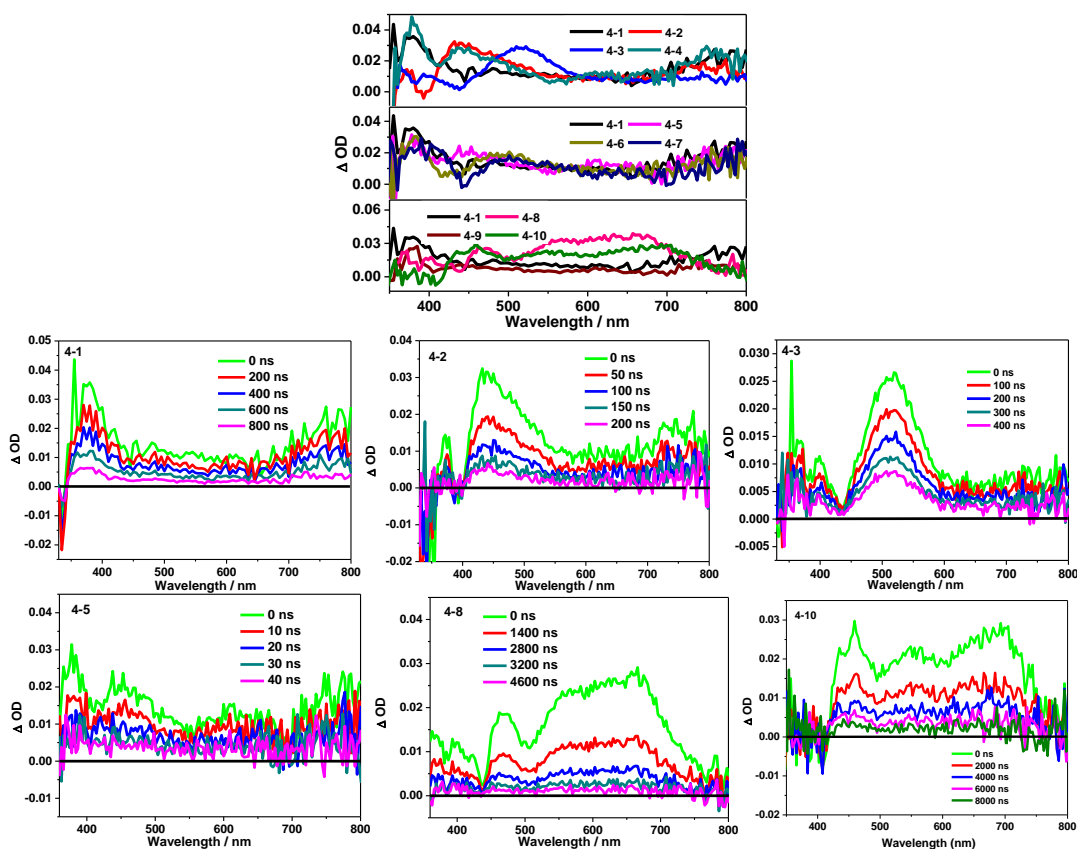 0.04
0.02
0.00
4-1 4-2
4-3 4-4
0.04
0.02
0.00
Δ OD
4-1 4-5
4-6 4-7
0.06
0.03
0.00
4-1 4-8
4-9 4-10
400 500 600 700 800
Wavelength / nm
4-1
0.05
0.04
0.03
0.02
0.01
0.00
-0.01
-0.02
Δ OD
0 ns
200 ns
400 ns
600 ns
800 ns
400 500 600 700 800
Wavelength / nm
4-2
0.04
0.03
0.02
0.01
0.00
-0.01
-0.02
Δ OD
0 ns
50 ns
100 ns
150 ns
200 ns
400 500 600 700 800
Wavelength / nm
4-3
0.030
0.025
0.020
0.015
0.010
0.005
0.000
-0.005
Δ OD
0 ns
100 ns
200 ns
300 ns
400 ns
400 500 600 700 800
Wavelength / nm
4-5
0.04
0.03
0.02
0.01
0.00
-0.01
Δ OD
0 ns
10 ns
20 ns
30 ns
40 ns
400 500 600 700 800
Wavelength / nm
4-8
0.04
0.03
0.02
0.01
0.00
Δ OD
0 ns
1400 ns
2800 ns
3200 ns
4600 ns
400 500 600 700 800
Wavelength / nm
4-10
0.03
0.02
0.01
0.00
-0.01
-0.02
Δ OD
0 ns
2000 ns
4000 ns
6000 ns
8000 ns
400 500 600 700 800
Wavelength (nm)